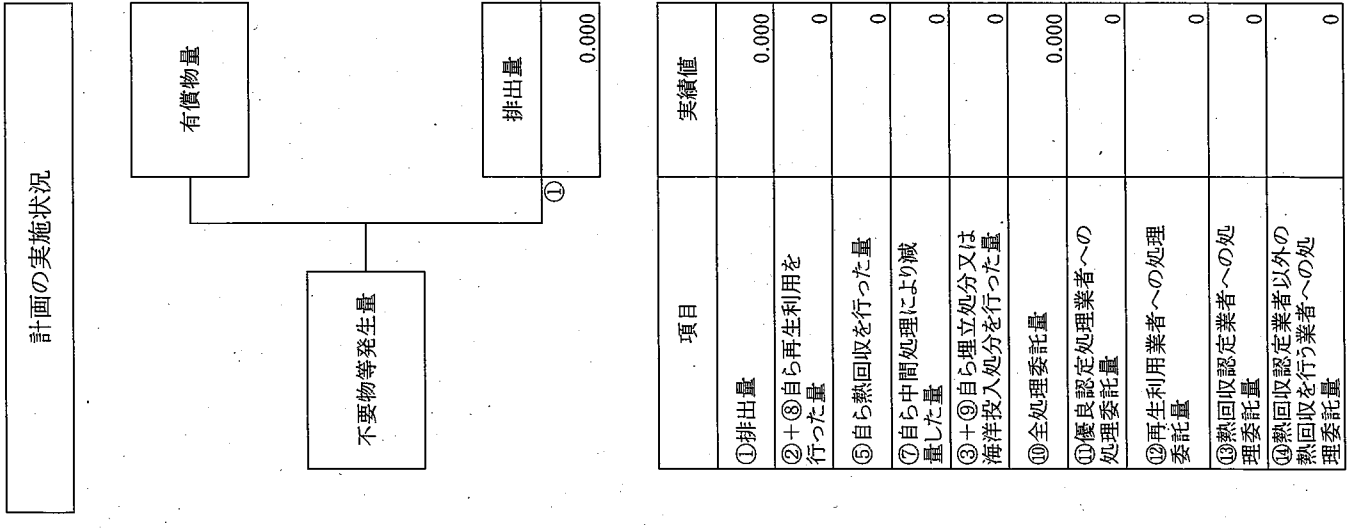 計画の実施状況
有償物量
不要物等発生量
①
排出量
0.000
項目
実績値
①排出量
0.000
②＋⑧自ら再生利用を
行った量
0
⑤自ら熱回収を行った量
0
⑦自ら中間処理により減
量した量
0
③＋⑨自ら埋立処分又は
海洋投入処分を行った量
0
⑩全処理委託量
0.000
⑪優良認定処理業者への
処理委託量
0
⑫再生利用業者への処理
委託量
0
⑬熱回収認定業者への処
理委託量
0
⑭熱回収認定業者以外の
熱回収を行う業者への処
理委託量
0